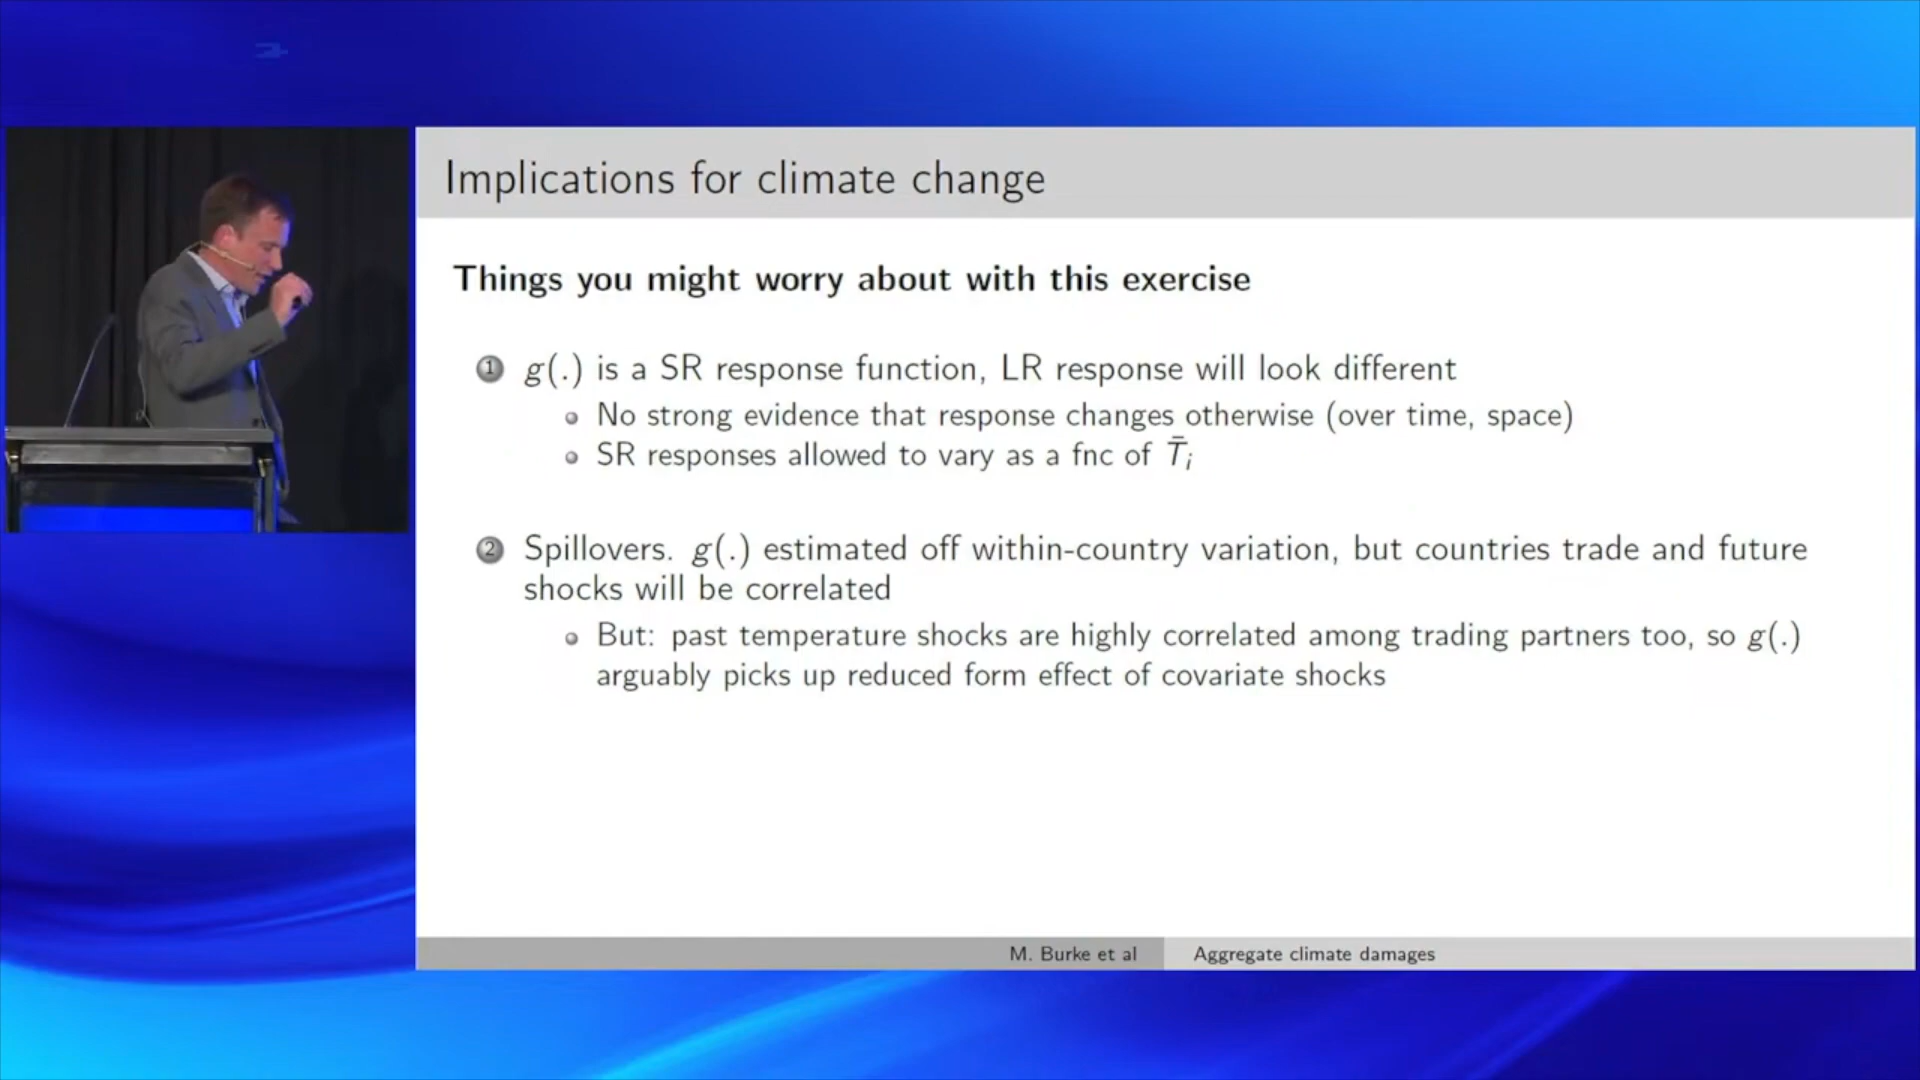 Implications for climate change
Things you might worry about with this exercise
1 g(.) is a SR response function, LR response will look different
No strong evidence that response changes otherwise (over time, space)
SR responses allowed to vary as a fnc of T̄ᵢ
2 Spillovers. g(.) estimated off within-country variation, but countries trade and future
shocks will be correlated
But: past temperature shocks are highly correlated among trading partners too, so g(.)
arguably picks up reduced form effect of covariate shocks
M. Burke et al
Aggregate climate damages